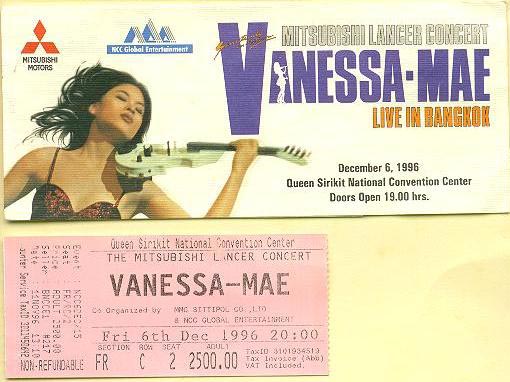 MITSUBISHI
MOTORS
NCC Global Entertainment
MITSUBISHI LANCER CONCERT
VANESSA-MAE
LIVE IN BANGKOK
December 6, 1996
Queen Sirikit National Convention Center
Doors Open 19.00 hrs.
Queen Sirikit National Convention Center
THE MITSUBISHI LANCER CONCERT
VANESSA-MAE
Co Organized by MMC SITTIPOL CO.,LTD
& NCC GLOBAL ENTERTAINMENT
Fri 6th Dec 1996 20:00
SECTION ROW SEAT
FR C 2 2500.00
TaxID 3101934513
Tax Invoice (Abb)
VAT Included.
NON-REFUNDABLE